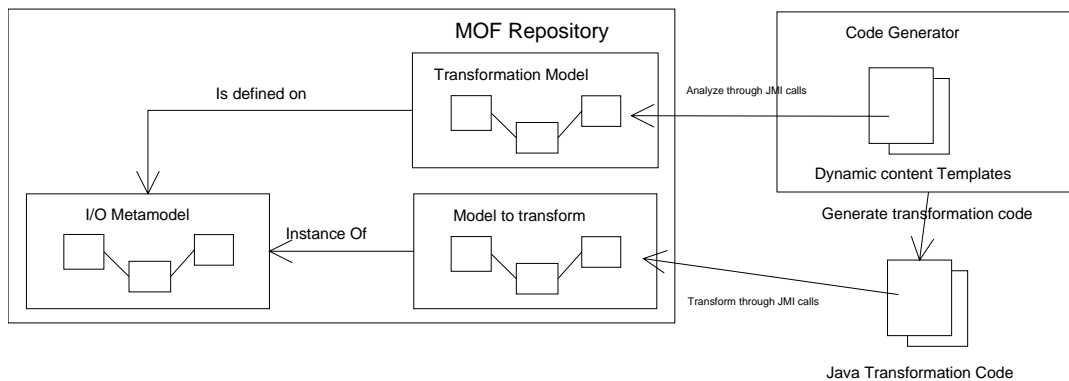 MOF Repository
Code Generator
Transformation Model
Is defined on
Analyze through JMI calls
Dynamic content Templates
I/O Metamodel
Model to transform
Generate transformation code
Instance Of
Transform through JMI calls
Java Transformation Code